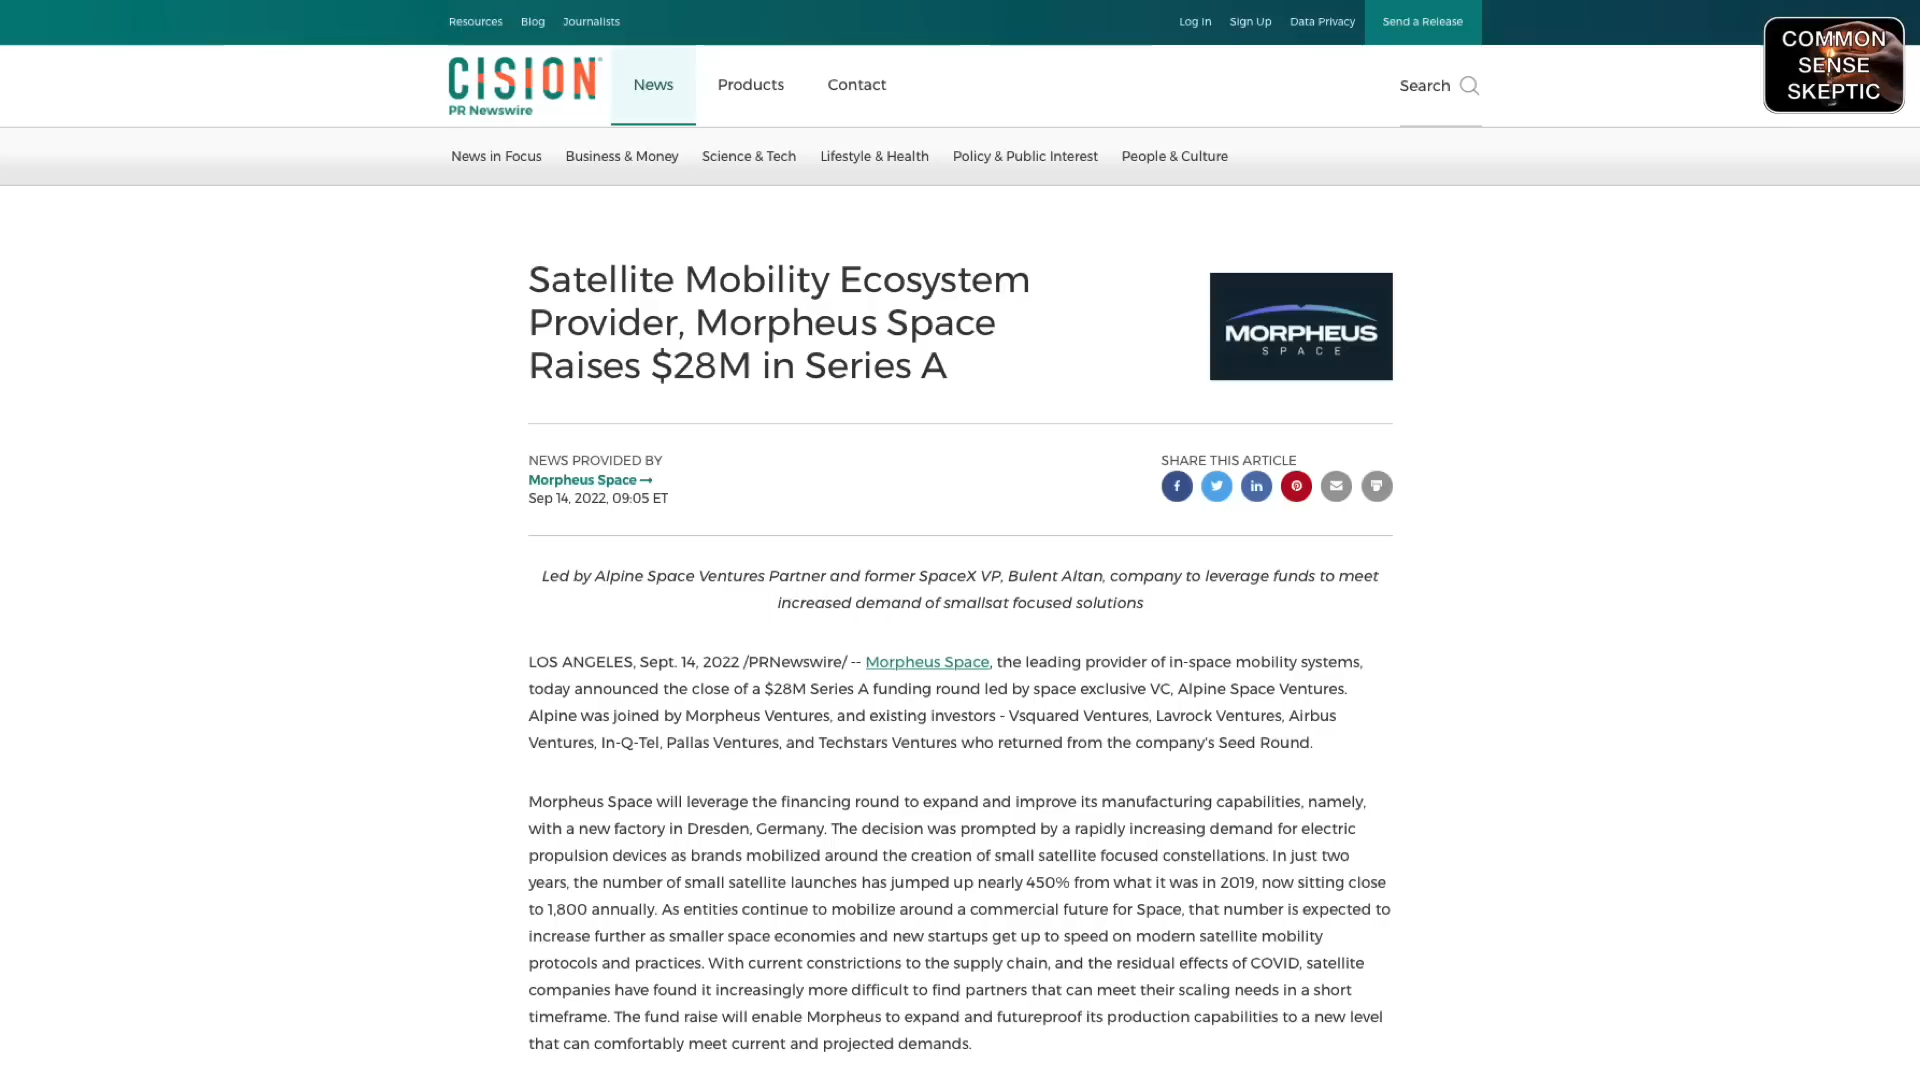 Resources Blog Journalists Log In Sign Up Data Privacy Send a Release
COMMON
SENSE
SKEPTIC
CISION
PR Newswire
News Products Contact Search
News in Focus Business & Money Science & Tech Lifestyle & Health Policy & Public Interest People & Culture
Satellite Mobility Ecosystem
Provider, Morpheus Space
Raises $28M in Series A
MORPHEUS
SPACE
NEWS PROVIDED BY
Morpheus Space
Sep 14, 2022, 09:05 ET
SHARE THIS ARTICLE
Led by Alpine Space Ventures Partner and former SpaceX VP, Bulent Altan, company to leverage funds to meet
increased demand of smallsat focused solutions
LOS ANGELES, Sept. 14, 2022 /PRNewswire/ -- Morpheus Space, the leading provider of in-space mobility systems,
today announced the close of a $28M Series A funding round led by space exclusive VC, Alpine Space Ventures.
Alpine was joined by Morpheus Ventures, and existing investors - Vsquared Ventures, Lavrock Ventures, Airbus
Ventures, In-Q-Tel, Pallas Ventures, and Techstars Ventures who returned from the company's Seed Round.
Morpheus Space will leverage the financing round to expand and improve its manufacturing capabilities, namely,
with a new factory in Dresden, Germany. The decision was prompted by a rapidly increasing demand for electric
propulsion devices as brands mobilized around the creation of small satellite focused constellations. In just two
years, the number of small satellite launches has jumped up nearly 450% from what it was in 2019, now sitting close
to 1,800 annually. As entities continue to mobilize around a commercial future for Space, that number is expected to
increase further as smaller space economies and new startups get up to speed on modern satellite mobility
protocols and practices. With current constrictions to the supply chain, and the residual effects of COVID, satellite
companies have found it increasingly more difficult to find partners that can meet their scaling needs in a short
timeframe. The fund raise will enable Morpheus to expand and futureproof its production capabilities to a new level
that can comfortably meet current and projected demands.